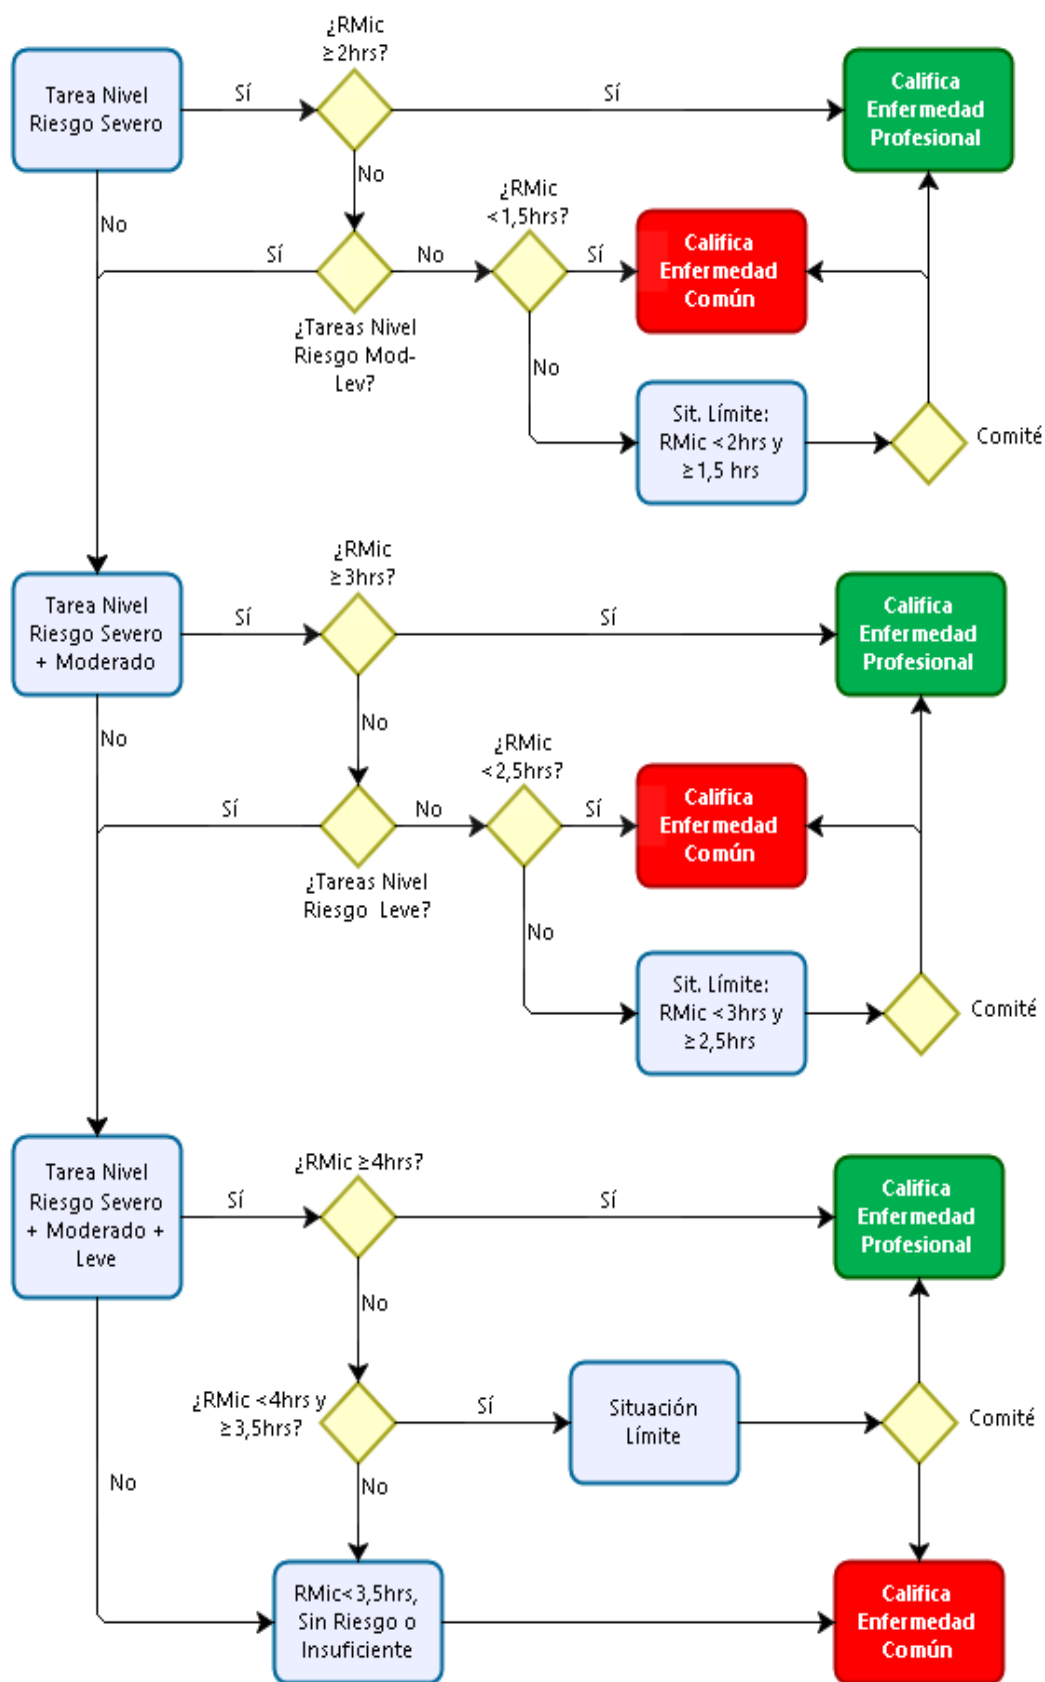 ¿RMic
≥2hrs?
Tarea Nivel
Riesgo Severo
Sí
Sí
Califica
Enfermedad
Profesional
No
No
¿RMic
<1,5hrs?
Sí
No
Sí
Califica
Enfermedad
Común
¿Tareas Nivel
Riesgo Mod-
Lev?
No
Sit. Límite:
RMic <2hrs y
≥1,5 hrs
Comité
¿RMic
≥3hrs?
Tarea Nivel
Riesgo Severo
+ Moderado
Sí
Sí
Califica
Enfermedad
Profesional
No
No
¿RMic
<2,5hrs?
Sí
No
Sí
Califica
Enfermedad
Común
¿Tareas Nivel
Riesgo Leve?
No
Sit. Límite:
RMic <3hrs y
≥2,5hrs
Comité
¿RMic ≥4hrs?
Tarea Nivel
Riesgo Severo
+ Moderado +
Leve
Sí
Sí
Califica
Enfermedad
Profesional
No
¿RMic <4hrs y
≥3,5hrs?
Sí
Situación
Límite
Comité
No
No
RMic<3,5hrs,
Sin Riesgo o
Insuficiente
Califica
Enfermedad
Común